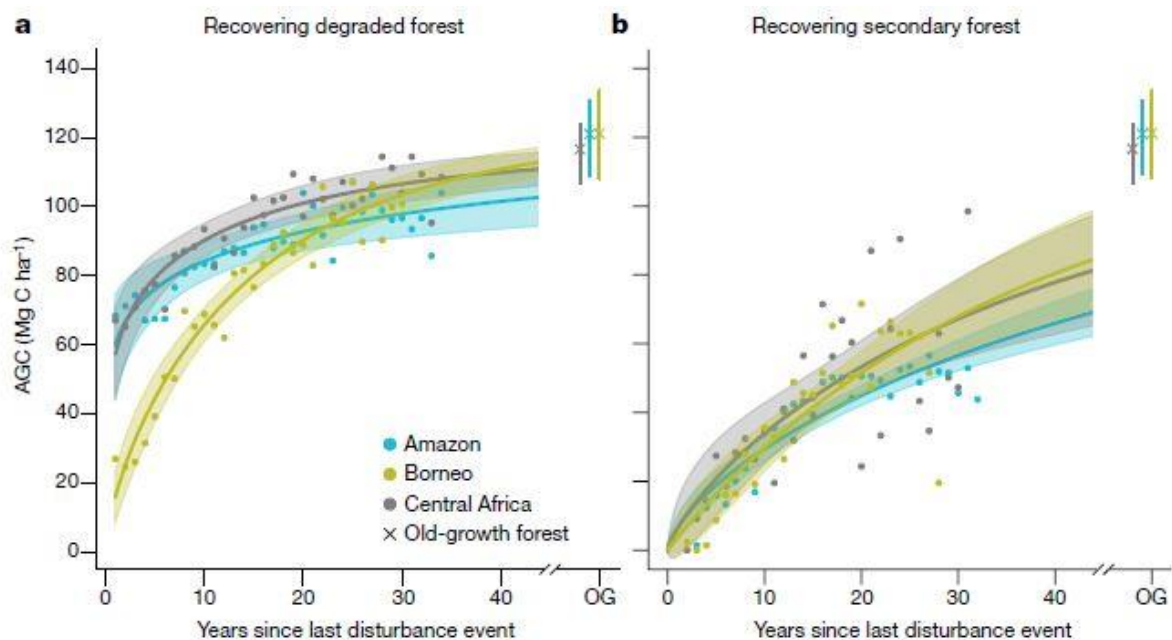 a Recovering degraded forest
b Recovering secondary forest
AGC (Mg C ha⁻¹)
140
120
100
80
60
40
20
0
Amazon
Borneo
Central Africa
× Old-growth forest
0 10 20 30 40 OG
0 10 20 30 40 OG
Years since last disturbance event
Years since last disturbance event